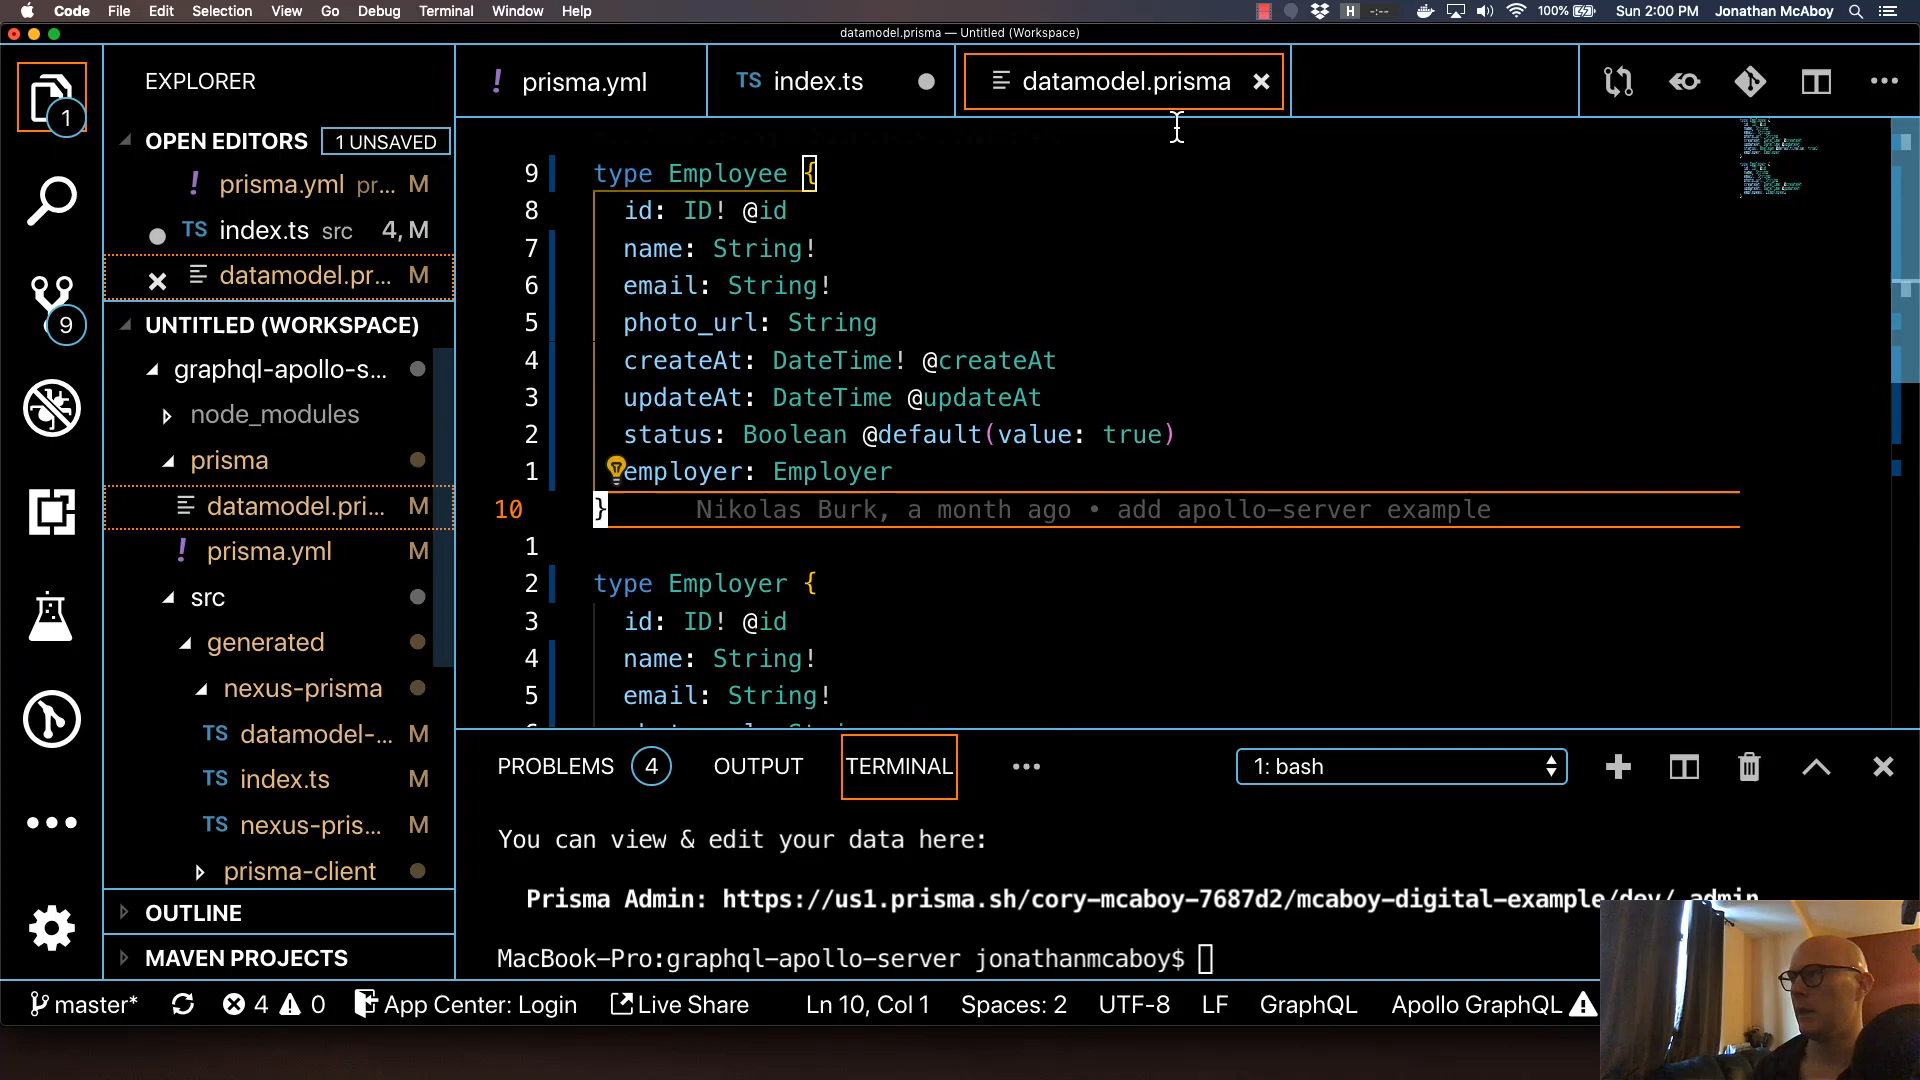 Code File Edit Selection View Go Debug Terminal Window Help 100% Sun 2:00 PM Jonathan McAboy
datamodel.prisma — Untitled (Workspace)
EXPLORER
OPEN EDITORS 1 UNSAVED
prisma.yml pr... M
TS index.ts src 4, M
datamodel.pr... M
UNTITLED (WORKSPACE)
graphql-apollo-s...
node_modules
prisma
datamodel.pri... M
prisma.yml M
src
generated
nexus-prisma
TS datamodel-... M
TS index.ts M
TS nexus-pris... M
prisma-client
OUTLINE
MAVEN PROJECTS
1
9
! prisma.yml
TS index.ts
datamodel.prisma
9 type Employee {
8 id: ID! @id
7 name: String!
6 email: String!
5 photo_url: String
4 createAt: DateTime! @createAt
3 updateAt: DateTime @updateAt
2 status: Boolean @default(value: true)
1 employer: Employer
10 } Nikolas Burk, a month ago • add apollo-server example
1
2 type Employer {
3 id: ID! @id
4 name: String!
5 email: String!
PROBLEMS 4 OUTPUT TERMINAL ... 1: bash
You can view & edit your data here:
Prisma Admin: https://us1.prisma.sh/cory-mcaboy-7687d2/mcaboy-digital-example/dev/_admin
MacBook-Pro:graphql-apollo-server jonathanmcaboy$
master* 4 0 App Center: Login Live Share Ln 10, Col 1 Spaces: 2 UTF-8 LF GraphQL Apollo GraphQL